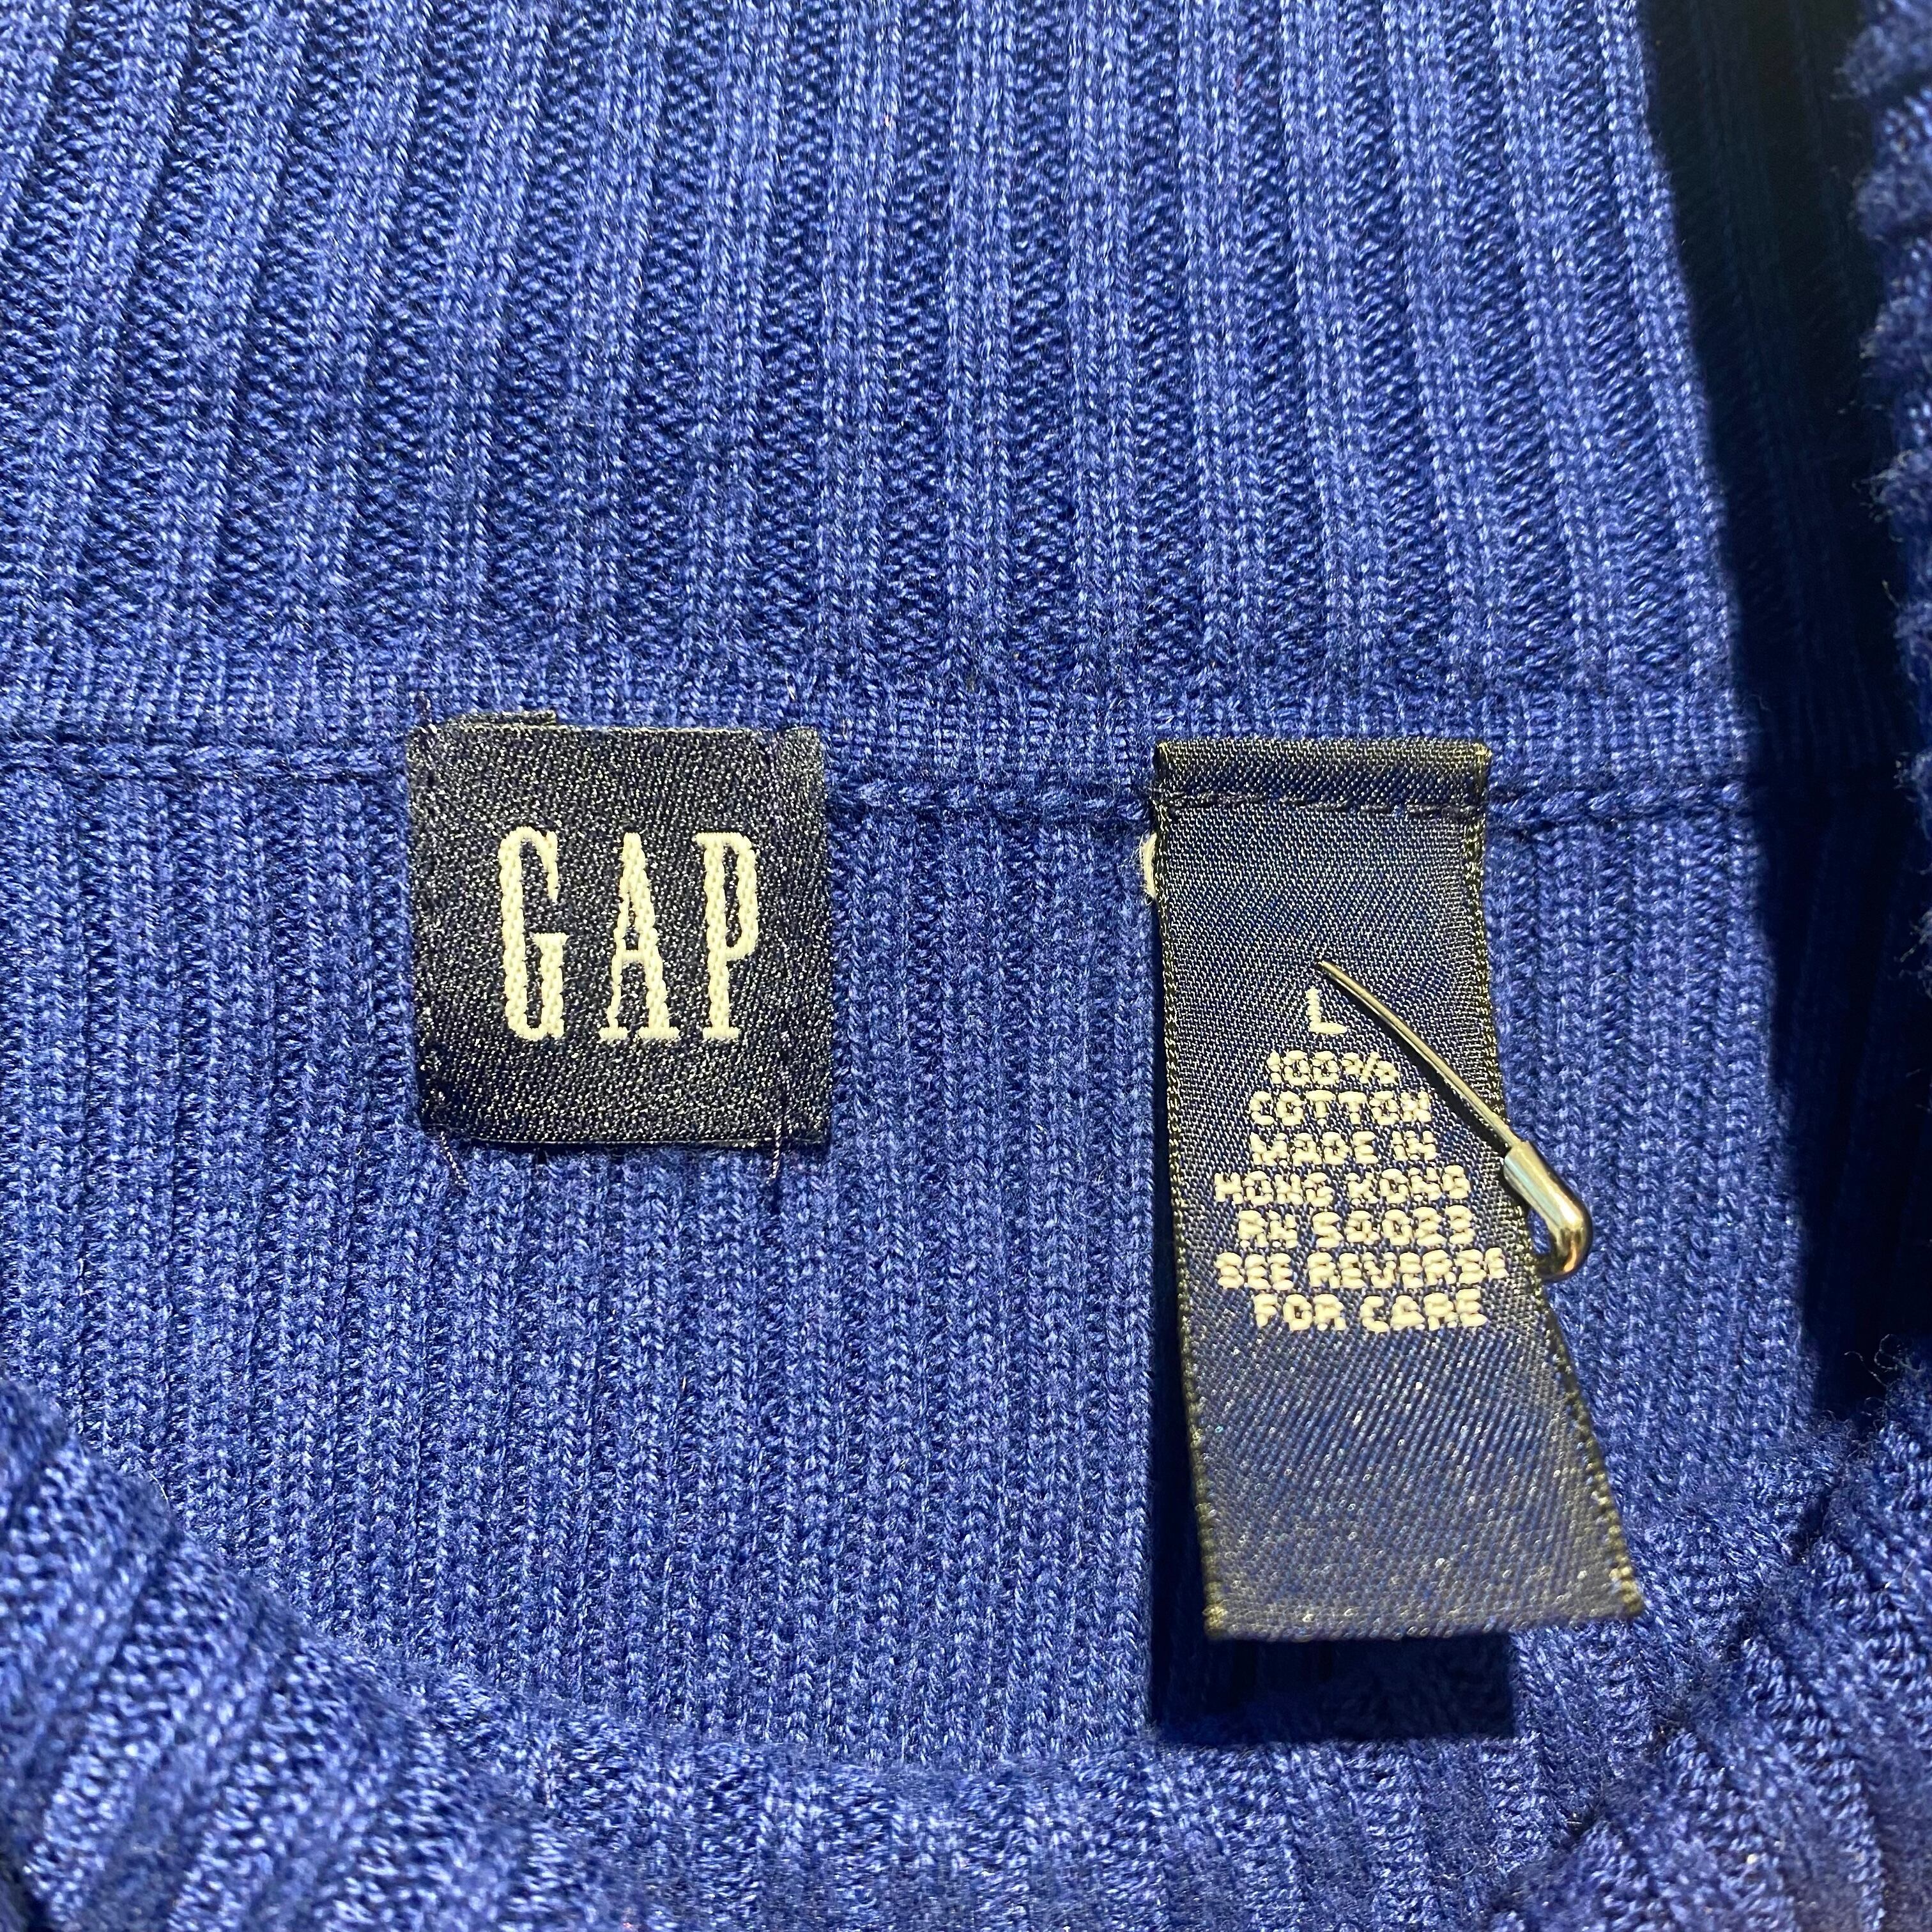 GAP
L
100%
COTTON
MADE IN
HONG KONG
RN 54023
SEE REVERSE
FOR CARE